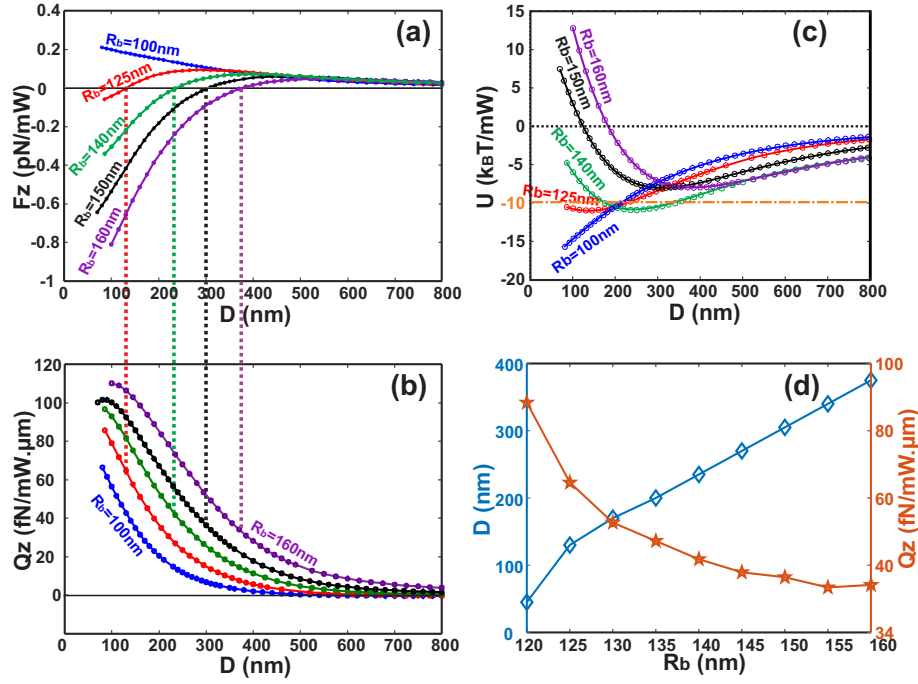 (a)
Fz (pN/mW)
0.4
0.2
0
-0.2
-0.4
-0.6
-0.8
-1
Rb=100nm
Rb=125nm
Rb=140nm
Rb=150nm
Rb=160nm
0 100 200 300 400 500 600 700 800
D (nm)
(c)
U (kBT/mW)
15
10
5
0
-5
-10
-15
-20
Rb=160nm
Rb=150nm
Rb=140
Rb=125nm
Rb=100nm
0 100 200 300 400 500 600 700 800
D (nm)
(b)
Qz (fN/mW.μm)
120
100
80
60
40
20
0
Rb=100nm
Rb=160nm
0 100 200 300 400 500 600 700 800
D (nm)
(d)
D (nm)
400
300
200
100
0
100
80
60
40
34
Qz (fN/mW.μm)
120 125 130 135 140 145 150 155 160
Rb (nm)